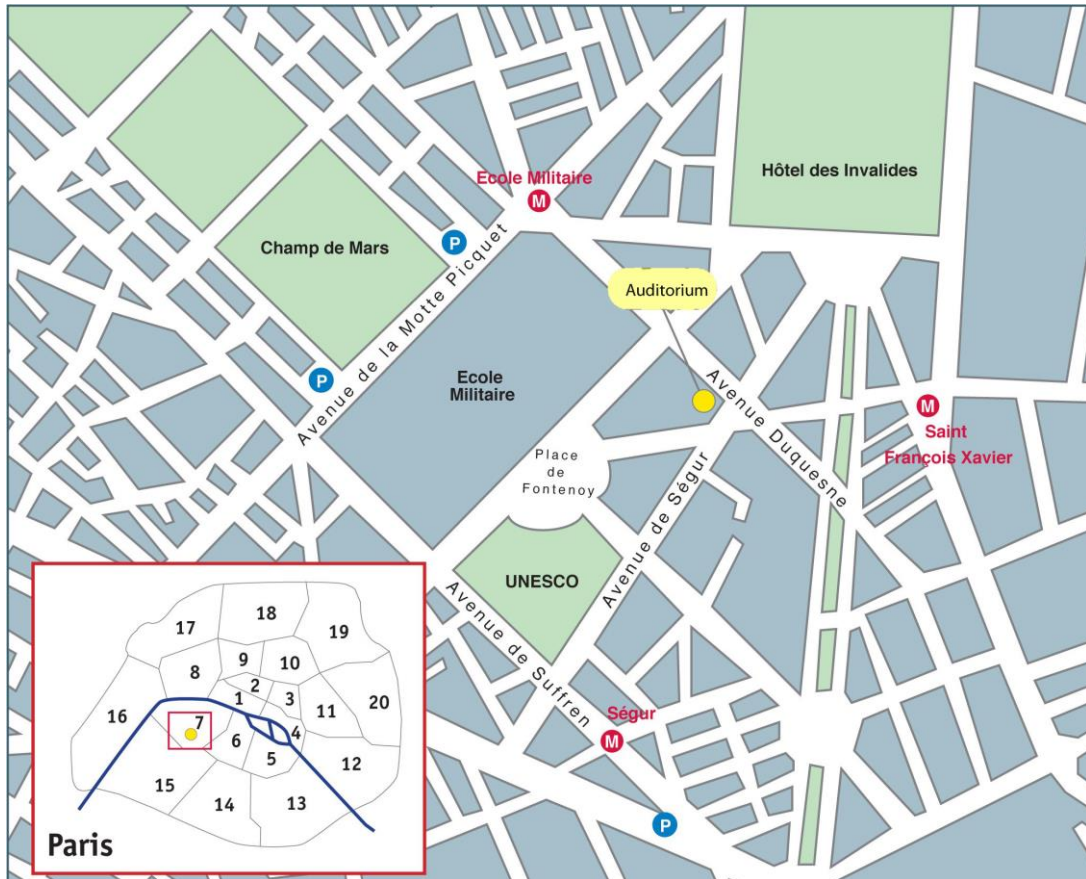 Ecole Militaire
M
Hôtel des Invalides
P
Champ de Mars
Avenue de la Motte Picquet
Auditorium
P
Ecole
Militaire
Avenue Duquesne
M
Saint
François Xavier
Place
de
Fontenoy
Avenue de Ségur
UNESCO
Avenue de Suffren
Ségur
M
P
17
18
19
8
9
10
2
1
3
11
20
16
7
4
6
5
12
15
14
13
Paris